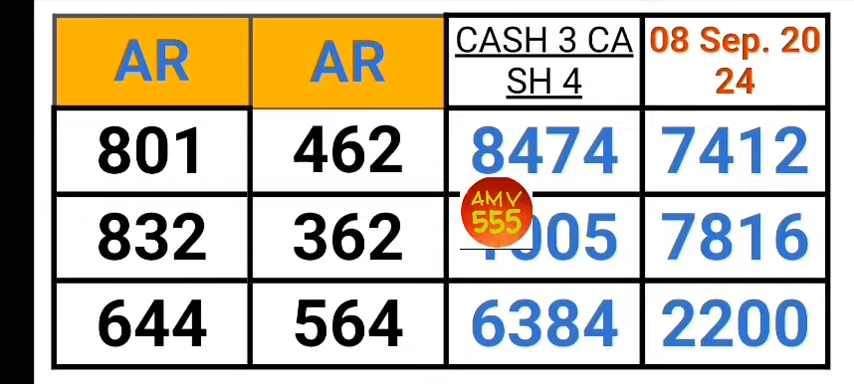 AR AR CASH 3 CA 08 Sep. 20
SH 4 24
801 462 8474 7412
AMV
555
832 362 7816
644 564 6384 2200